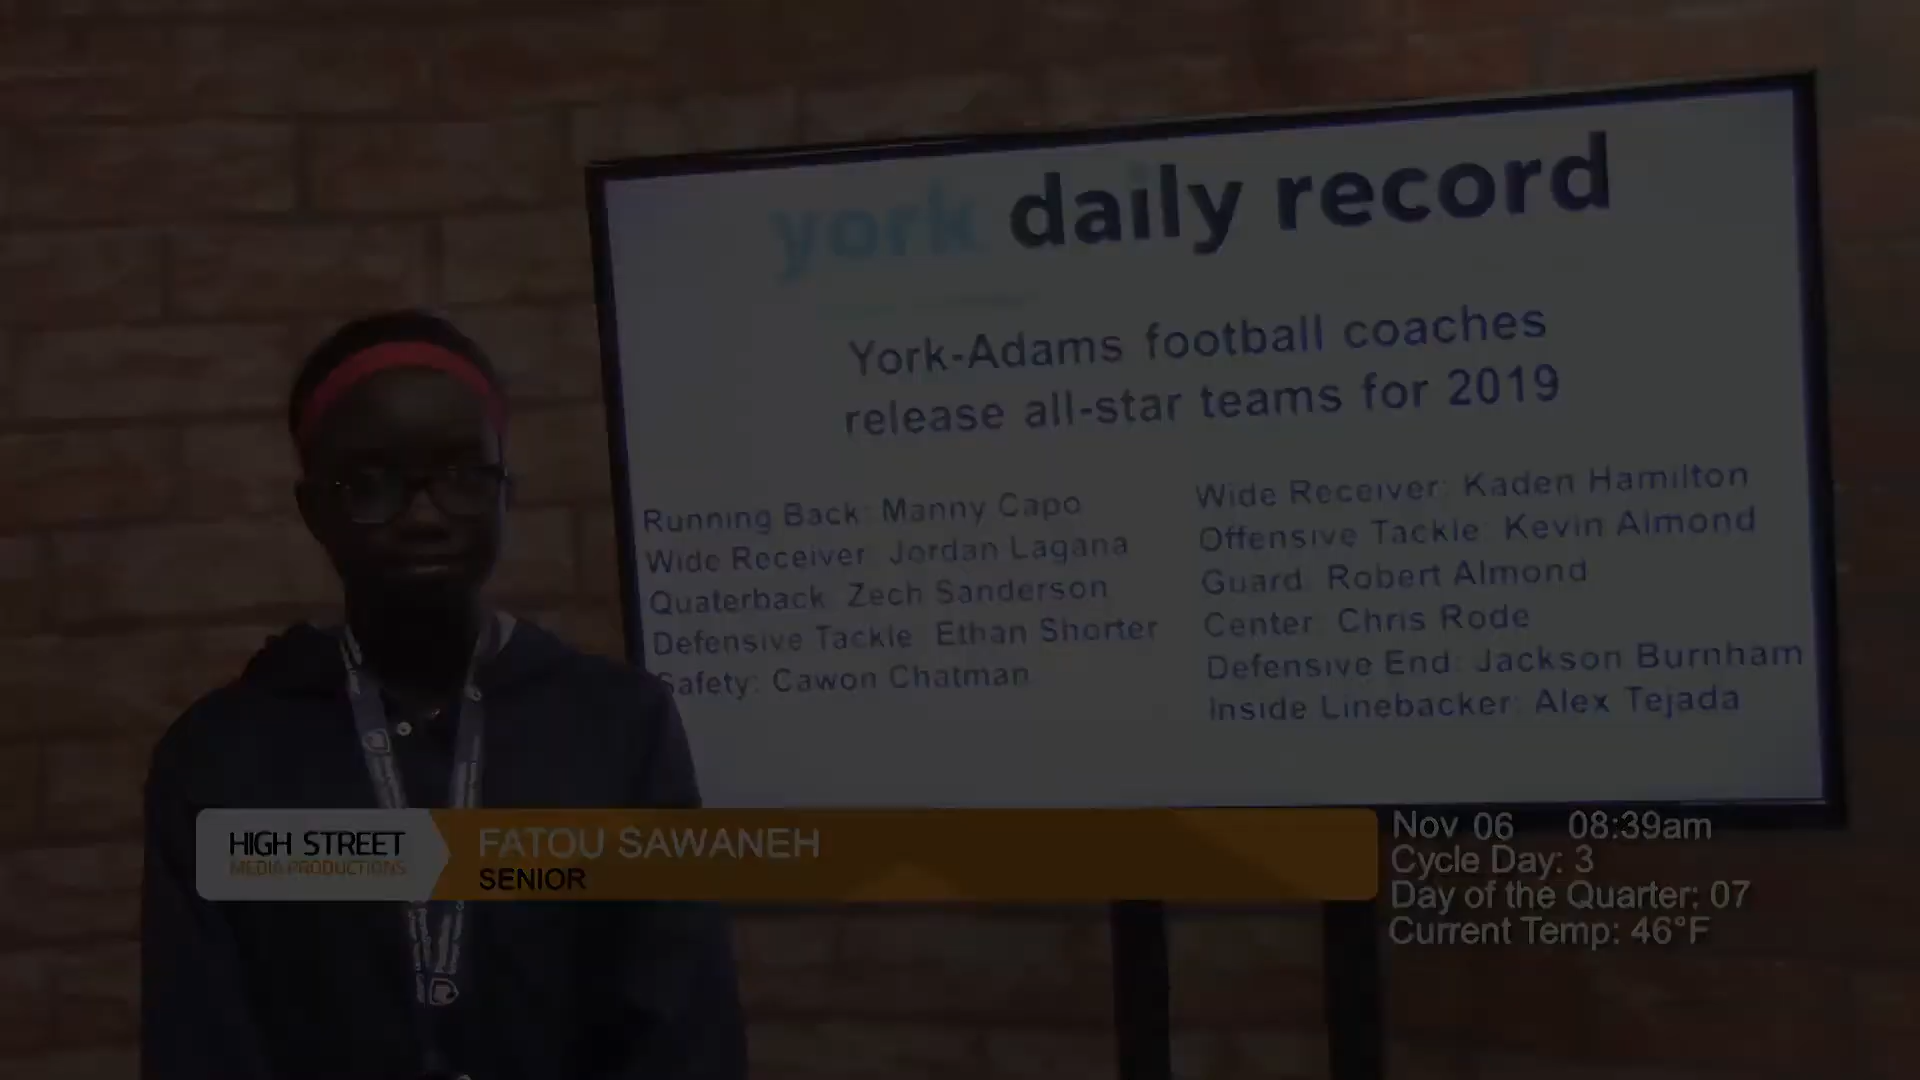 york daily record
York-Adams football coaches
release all-star teams for 2019
Running Back: Manny Capo
Wide Receiver: Jordan Lagana
Quaterback: Zech Sanderson
Defensive Tackle: Ethan Shorter
Safety: Cawon Chatman
Wide Receiver: Kaden Hamilton
Offensive Tackle: Kevin Almond
Guard: Robert Almond
Center: Chris Rode
Defensive End: Jackson Burnham
Inside Linebacker: Alex Tejada
HIGH STREET
MEDIA PRODUCTIONS
FATOU SAWANEH
SENIOR
Nov 06 08:39am
Cycle Day: 3
Day of the Quarter: 07
Current Temp: 46°F